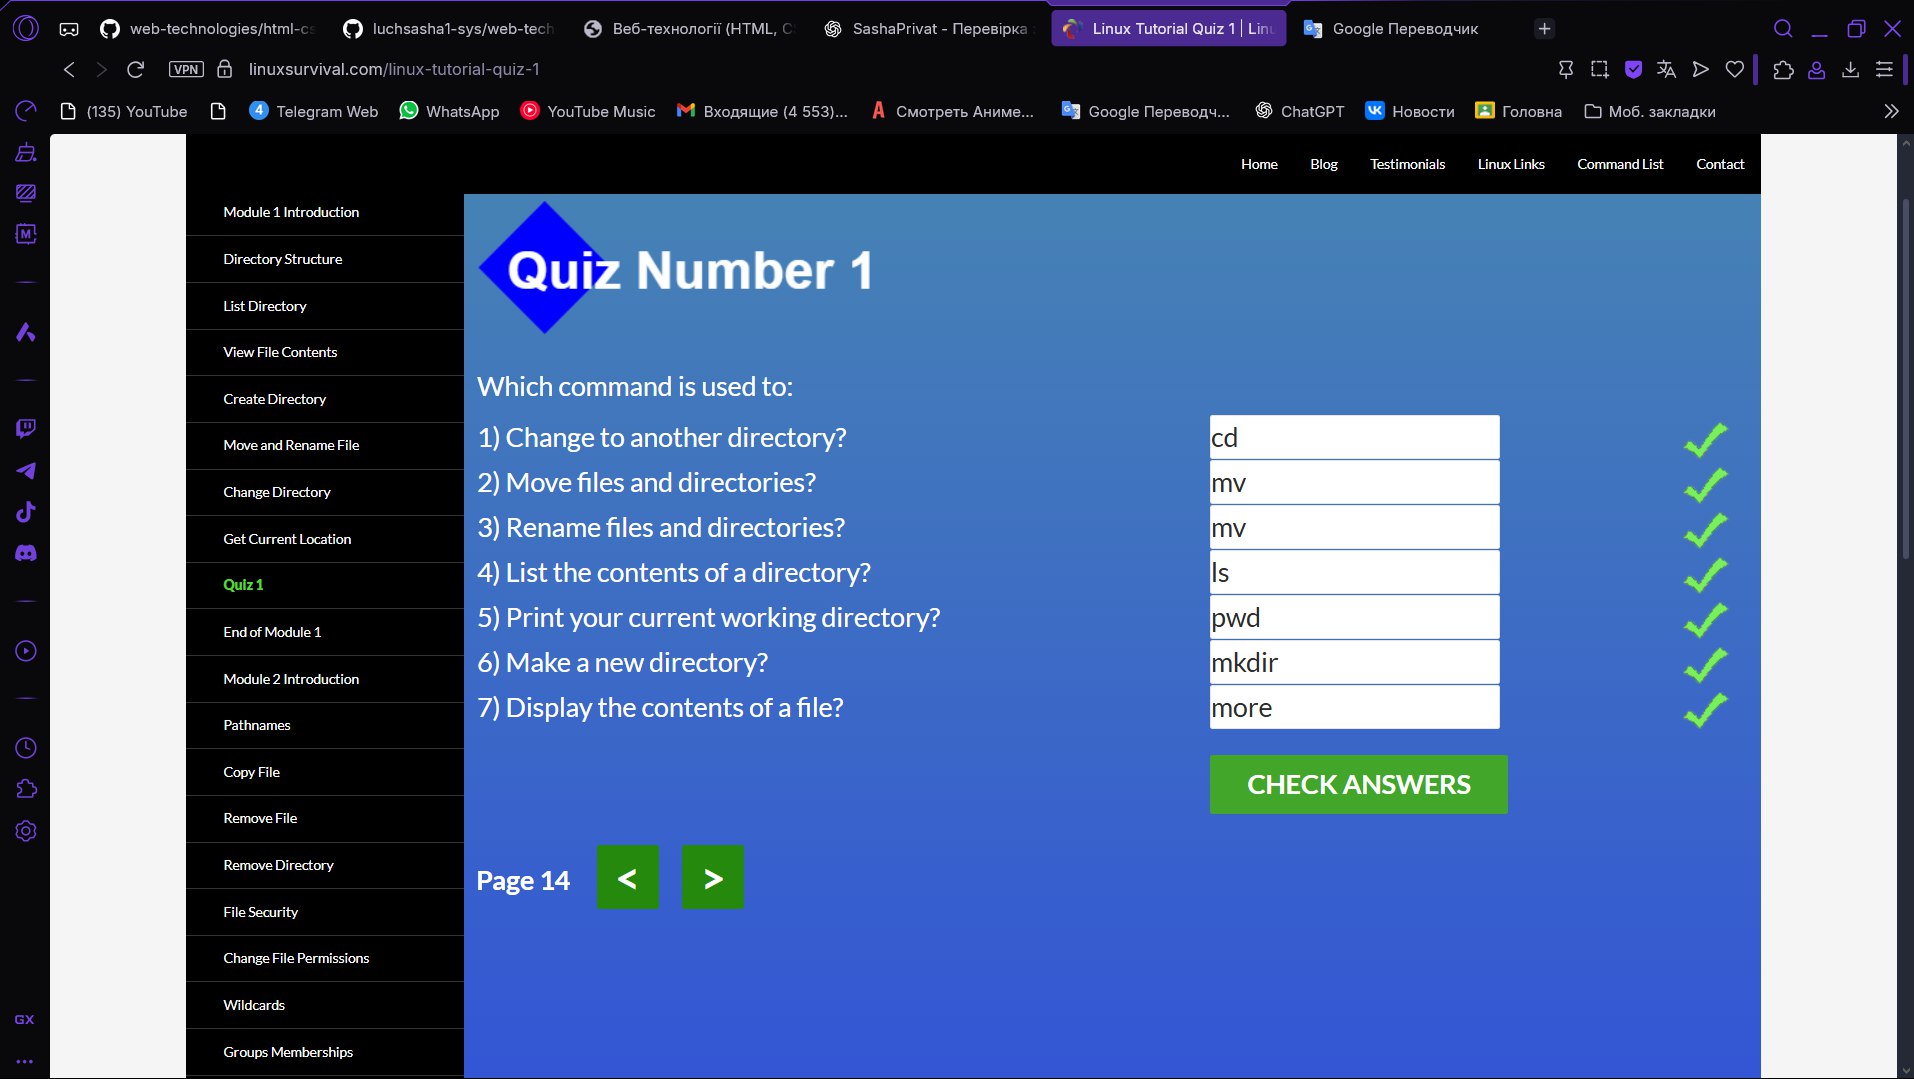 web-technologies/html-cs
luchsasha1-sys/web-tech
Веб-технології (HTML, C
SashaPrivat - Перевірка
Linux Tutorial Quiz 1 | Linu
Google Переводчик
VPN
linuxsurvival.com/linux-tutorial-quiz-1
(135) YouTube
4 Telegram Web
WhatsApp
YouTube Music
Входящие (4 553)...
Смотреть Аниме...
Google Переводч...
ChatGPT
Новости
Головна
Моб. закладки
Home
Blog
Testimonials
Linux Links
Command List
Contact
Module 1 Introduction
Directory Structure
List Directory
View File Contents
Create Directory
Move and Rename File
Change Directory
Get Current Location
Quiz 1
End of Module 1
Module 2 Introduction
Pathnames
Copy File
Remove File
Remove Directory
File Security
Change File Permissions
Wildcards
Groups Memberships
GX
Quiz Number 1
Which command is used to:
1) Change to another directory? cd
2) Move files and directories? mv
3) Rename files and directories? mv
4) List the contents of a directory? ls
5) Print your current working directory? pwd
6) Make a new directory? mkdir
7) Display the contents of a file? more
CHECK ANSWERS
Page 14 < >